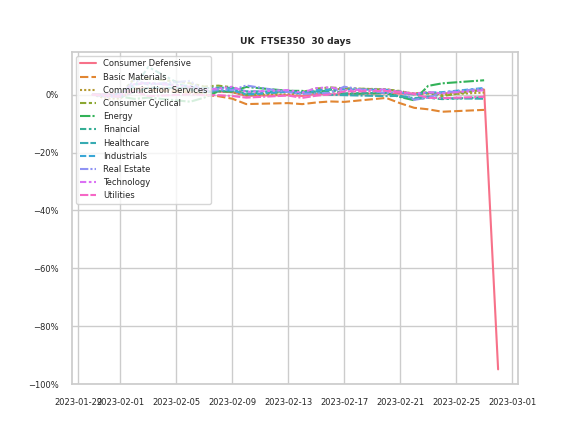 UK FTSE350 30 days
Consumer Defensive
Basic Materials
Communication Services
Consumer Cyclical
Energy
Financial
Healthcare
Industrials
Real Estate
Technology
Utilities
0%
−20%
−40%
−60%
−80%
−100%
2023-01-29 2023-02-01 2023-02-05 2023-02-09 2023-02-13 2023-02-17 2023-02-21 2023-02-25 2023-03-01